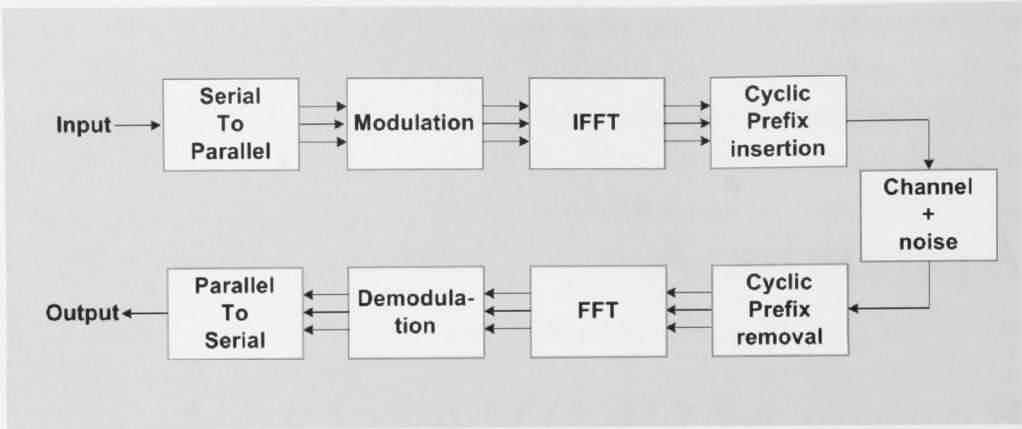 Input
Serial
To
Parallel
Modulation
IFFT
Cyclic
Prefix
insertion
Channel
+
noise
Cyclic
Prefix
removal
FFT
Demodula-
tion
Parallel
To
Serial
Output